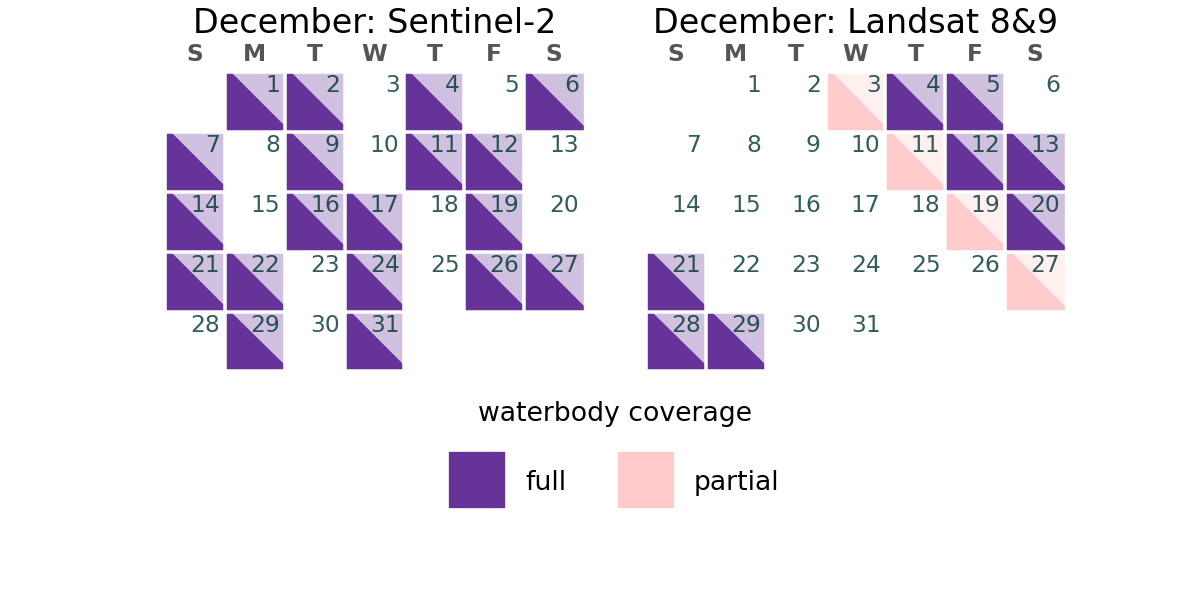 December: Sentinel-2
S M T W T F S
1 2 3 4 5 6
7 8 9 10 11 12 13
14 15 16 17 18 19 20
21 22 23 24 25 26 27
28 29 30 31
December: Landsat 8&9
S M T W T F S
1 2 3 4 5 6
7 8 9 10 11 12 13
14 15 16 17 18 19 20
21 22 23 24 25 26 27
28 29 30 31
waterbody coverage
full
partial